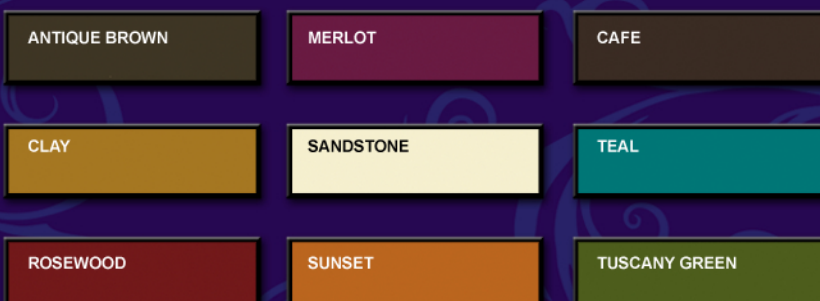 ANTIQUE BROWN
MERLOT
CAFE
CLAY
SANDSTONE
TEAL
ROSEWOOD
SUNSET
TUSCANY GREEN